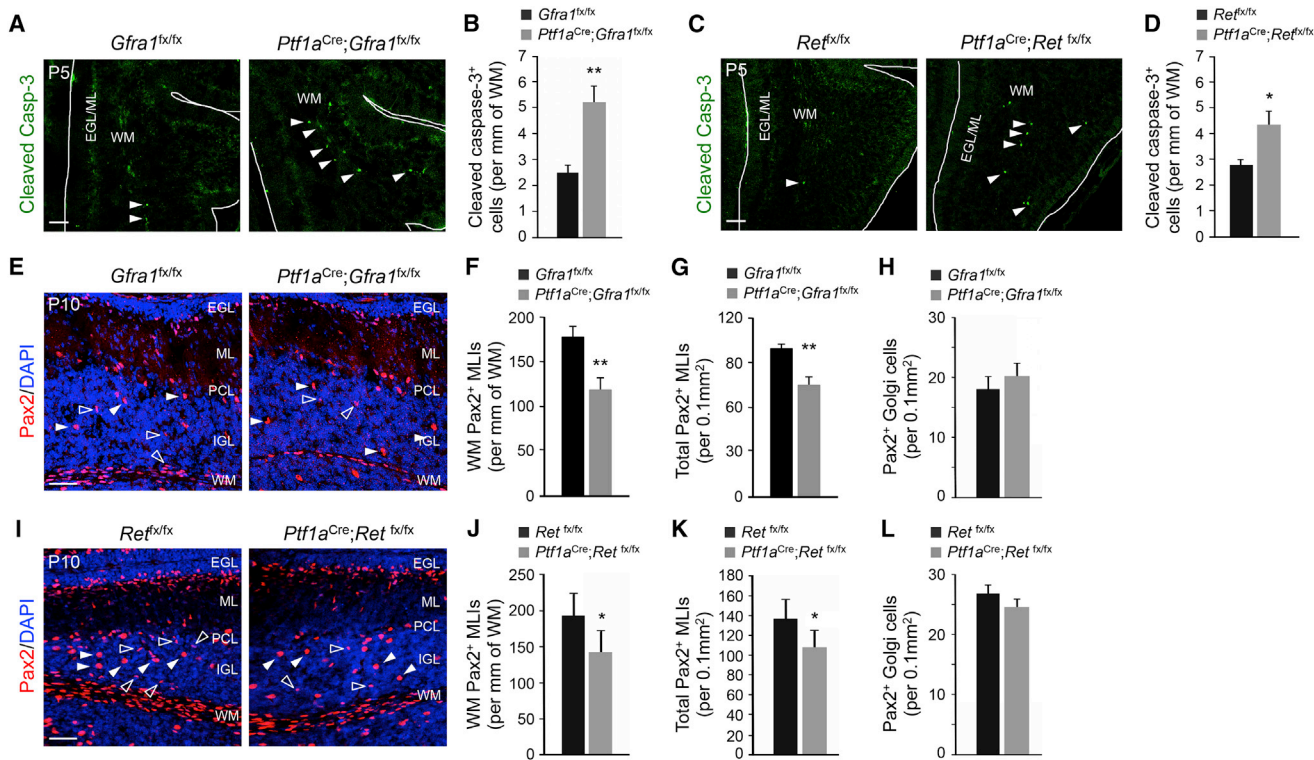 A
Gfra1fx/fx
Ptf1aCre;Gfra1fx/fx
Cleaved Casp-3
P5
EGL/ML
WM
WM
B
Gfra1fx/fx
Ptf1aCre;Gfra1fx/fx
Cleaved caspase-3+
cells (per mm of WM)
8
7
6
5
4
3
2
1
0
**
C
Retfx/fx
Ptf1aCre;Ret fx/fx
Cleaved Casp-3
P5
EGL/ML
WM
EGL/ML
WM
D
Retfx/fx
Ptf1aCre;Retfx/fx
Cleaved caspase-3+
cells (per mm of WM)
8
7
6
5
4
3
2
1
0
*
E
Gfra1fx/fx
Ptf1aCre;Gfra1fx/fx
Pax2/DAPI
P10
EGL
ML
PCL
IGL
WM
EGL
ML
PCL
IGL
WM
F
Gfra1fx/fx
Ptf1aCre;Gfra1fx/fx
WM Pax2+ MLIs
(per mm of WM)
200
150
100
50
0
**
G
Gfra1fx/fx
Ptf1aCre;Gfra1fx/fx
Total Pax2+ MLIs
(per 0.1mm2)
120
90
60
30
0
**
H
Gfra1fx/fx
Ptf1aCre;Gfra1fx/fx
Pax2+ Golgi cells
(per 0.1mm2)
30
20
10
0
I
Retfx/fx
Ptf1aCre;Ret fx/fx
Pax2/DAPI
P10
EGL
ML
PCL
IGL
WM
EGL
ML
PCL
IGL
WM
J
Ret fx/fx
Ptf1aCre;Ret fx/fx
WM Pax2+ MLIs
(per mm of WM)
250
200
150
100
50
0
*
K
Ret fx/fx
Ptf1aCre;Ret fx/fx
Total Pax2+ MLIs
(per 0.1mm2)
180
160
140
120
100
80
60
40
20
0
*
L
Ret fx/fx
Ptf1aCre;Ret fx/fx
Pax2+ Golgi cells
(per 0.1mm2)
30
20
10
0